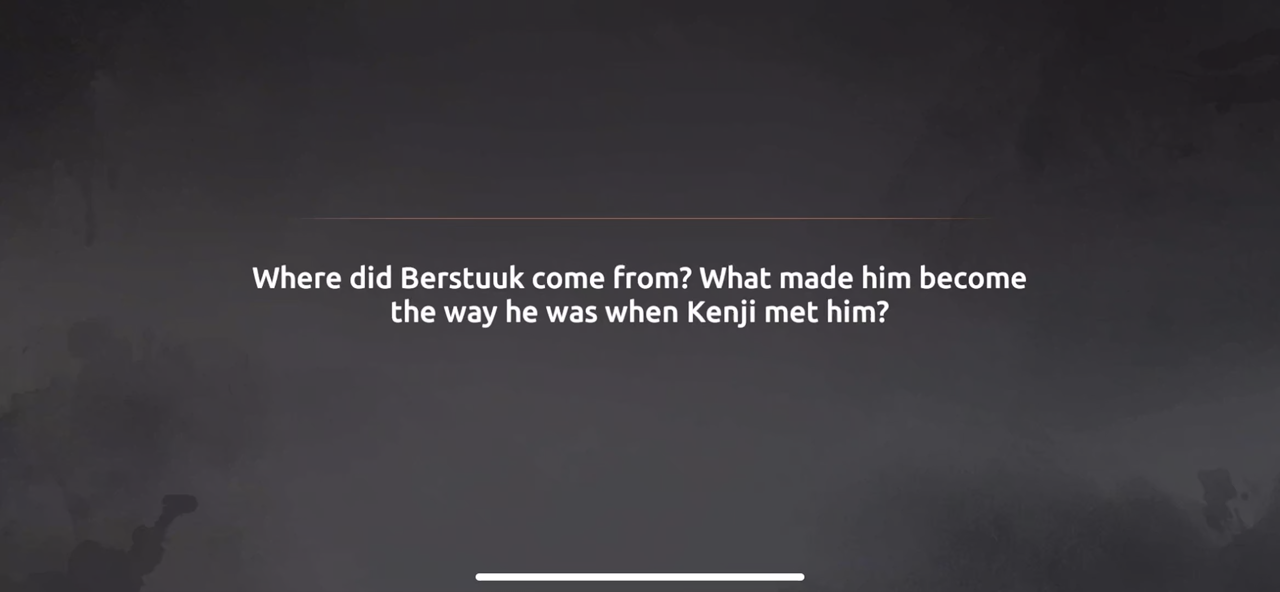 Where did Berstuuk come from? What made him become
the way he was when Kenji met him?